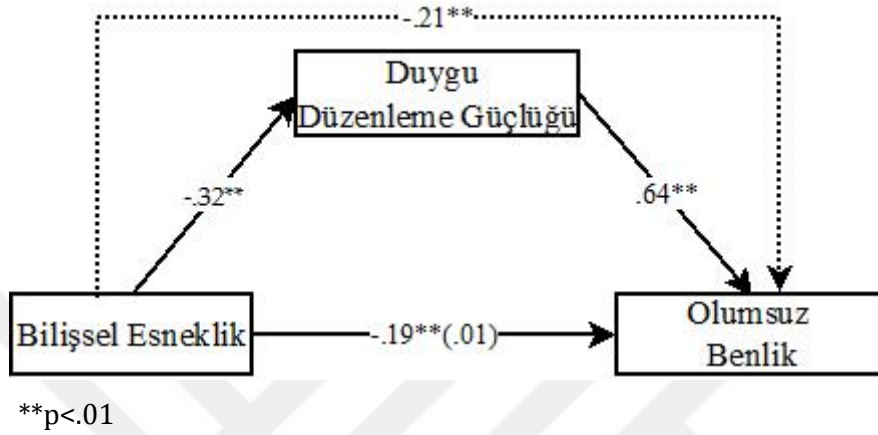 -.21**
Duygu
Düzenleme Güçlüğü
-.32**
.64**
Bilişsel Esneklik
-.19**(.01)
Olumsuz
Benlik
**p<.01